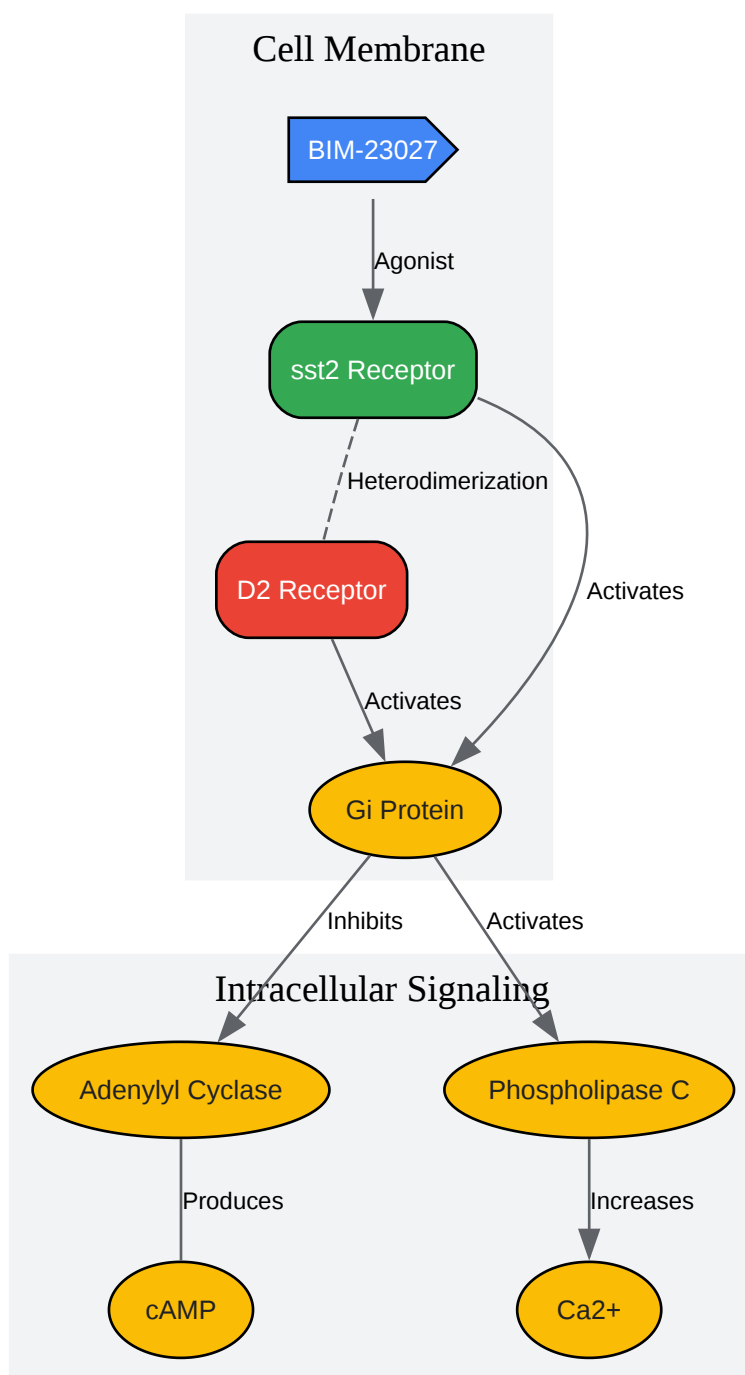 Cell Membrane
BIM-23027
Agonist
sst2 Receptor
Heterodimerization
D2 Receptor
Activates
Activates
Gi Protein
Inhibits
Activates
Intracellular Signaling
Adenylyl Cyclase
Phospholipase C
Produces
Increases
cAMP
Ca2+